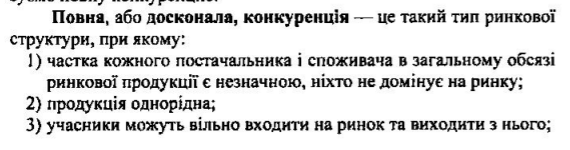 Повна, або досконала, конкуренція — це такий тип ринкової
структури, при якому:
1) частка кожного постачальника і споживача в загальному обсязі
ринкової продукції є незначною, ніхто не домінує на ринку;
2) продукція однорідна;
3) учасники можуть вільно входити на ринок та виходити з нього;